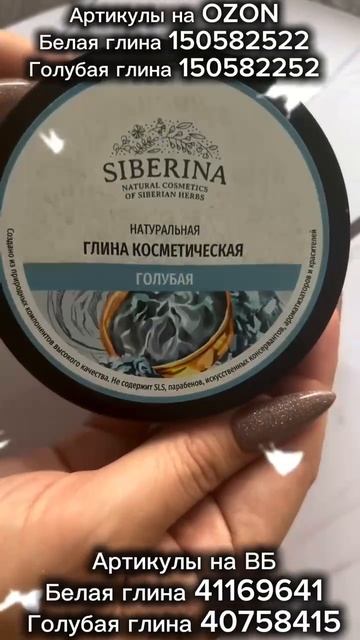 Артикулы на OZON
Белая глина 150582522
Голубая глина 150582252
SIBERINA
NATURAL COSMETICS
OF SIBERIAN HERBS
НАТУРАЛЬНАЯ
ГЛИНА КОСМЕТИЧЕСКАЯ
ГОЛУБАЯ
Создано из природных компонентов высокого качества. Не содержит SLS, парабенов, искусственных консервантов, ароматизаторов и красителей
Артикулы на ВБ
Белая глина 41169641
Голубая глина 40758415